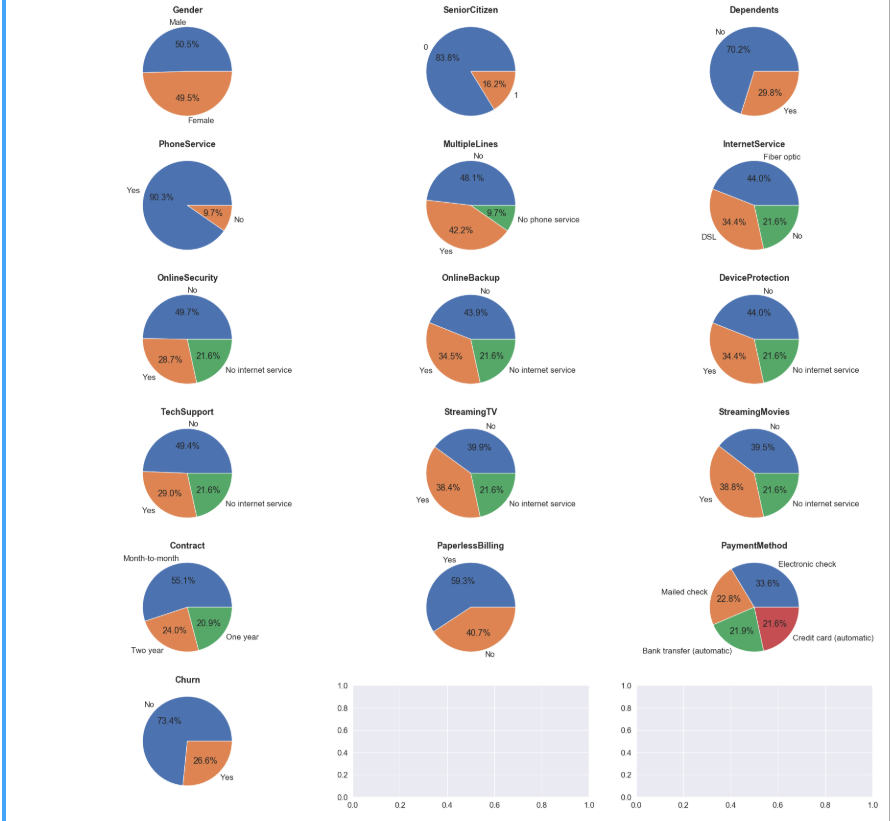 Gender
Male
50.5%
49.5%
Female
SeniorCitizen
0
83.8%
16.2%
1
Dependents
No
70.2%
29.8%
Yes
PhoneService
Yes
90.3%
9.7%
No
MultipleLines
No
48.1%
9.7%
No phone service
42.2%
Yes
InternetService
Fiber optic
44.0%
34.4%
21.6%
DSL
No
OnlineSecurity
No
49.7%
28.7%
21.6%
No internet service
Yes
OnlineBackup
No
43.9%
34.5%
21.6%
Yes
No internet service
DeviceProtection
No
44.0%
34.4%
21.6%
Yes
No internet service
TechSupport
No
49.4%
29.0%
21.6%
No internet service
Yes
StreamingTV
No
39.9%
38.4%
21.6%
Yes
No internet service
StreamingMovies
No
39.5%
38.8%
21.6%
Yes
No internet service
Contract
Month-to-month
55.1%
24.0%
20.9%
One year
Two year
PaperlessBilling
Yes
59.3%
40.7%
No
PaymentMethod
Electronic check
33.6%
Mailed check
22.8%
21.9%
21.6%
Credit card (automatic)
Bank transfer (automatic)
Churn
No
73.4%
26.6%
Yes
1.0
0.8
0.6
0.4
0.2
0.0
0.0 0.2 0.4 0.6 0.8 1.0
1.0
0.8
0.6
0.4
0.2
0.0
0.0 0.2 0.4 0.6 0.8 1.0